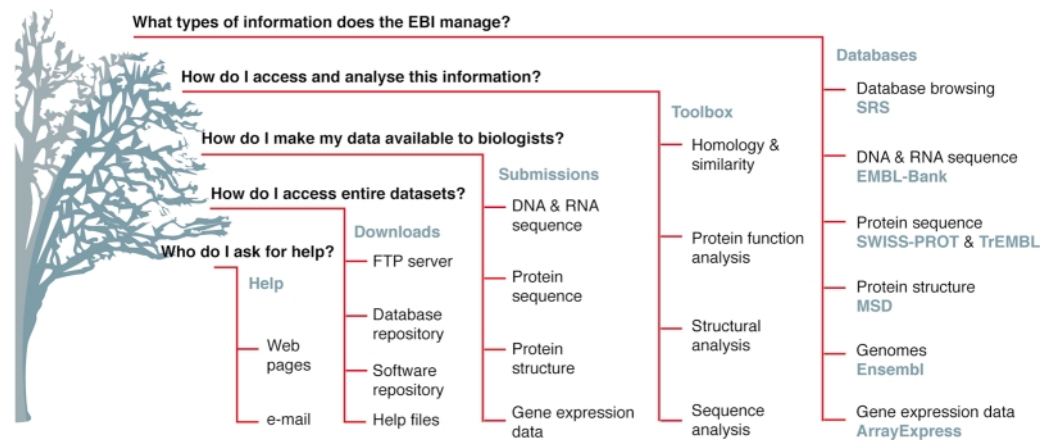 What types of information does the EBI manage?
Databases
Database browsing
SRS
DNA & RNA sequence
EMBL-Bank
Protein sequence
SWISS-PROT & TrEMBL
Protein structure
MSD
Genomes
Ensembl
Gene expression data
ArrayExpress
How do I access and analyse this information?
Toolbox
Homology &
similarity
Protein function
analysis
Structural
analysis
Sequence
analysis
How do I make my data available to biologists?
Submissions
DNA & RNA
sequence
Protein
sequence
Protein
structure
Gene expression
data
How do I access entire datasets?
Downloads
FTP server
Database
repository
Software
repository
Help files
Who do I ask for help?
Help
Web
pages
e-mail